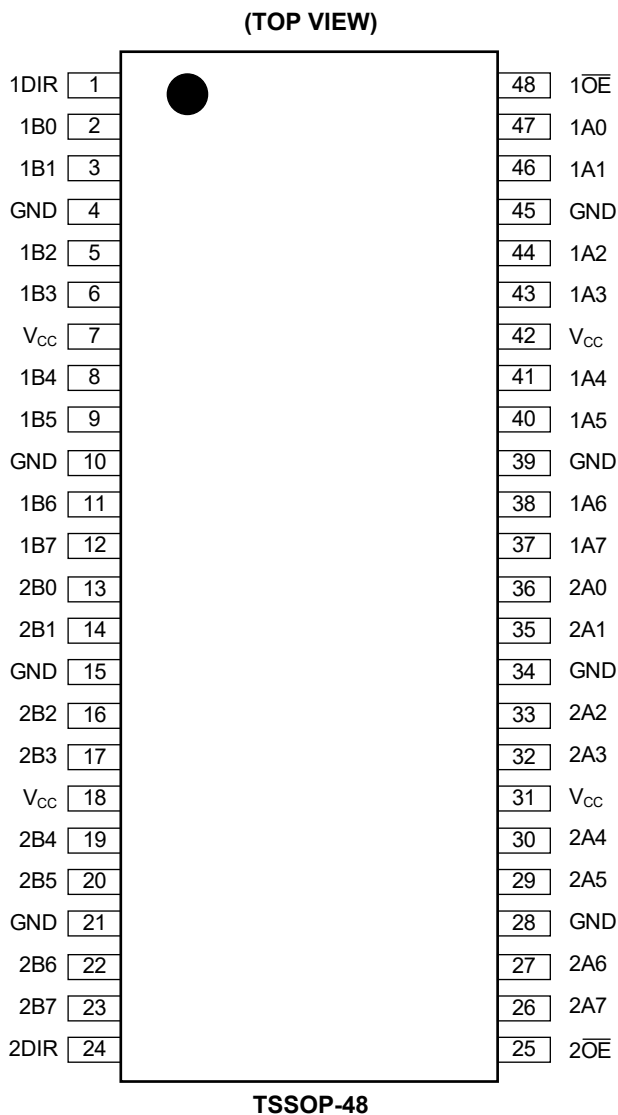 (TOP VIEW)
1DIR 1 48 1O̅E̅
1B0 2 47 1A0
1B1 3 46 1A1
GND 4 45 GND
1B2 5 44 1A2
1B3 6 43 1A3
VCC 7 42 VCC
1B4 8 41 1A4
1B5 9 40 1A5
GND 10 39 GND
1B6 11 38 1A6
1B7 12 37 1A7
2B0 13 36 2A0
2B1 14 35 2A1
GND 15 34 GND
2B2 16 33 2A2
2B3 17 32 2A3
VCC 18 31 VCC
2B4 19 30 2A4
2B5 20 29 2A5
GND 21 28 GND
2B6 22 27 2A6
2B7 23 26 2A7
2DIR 24 25 2O̅E̅
TSSOP-48